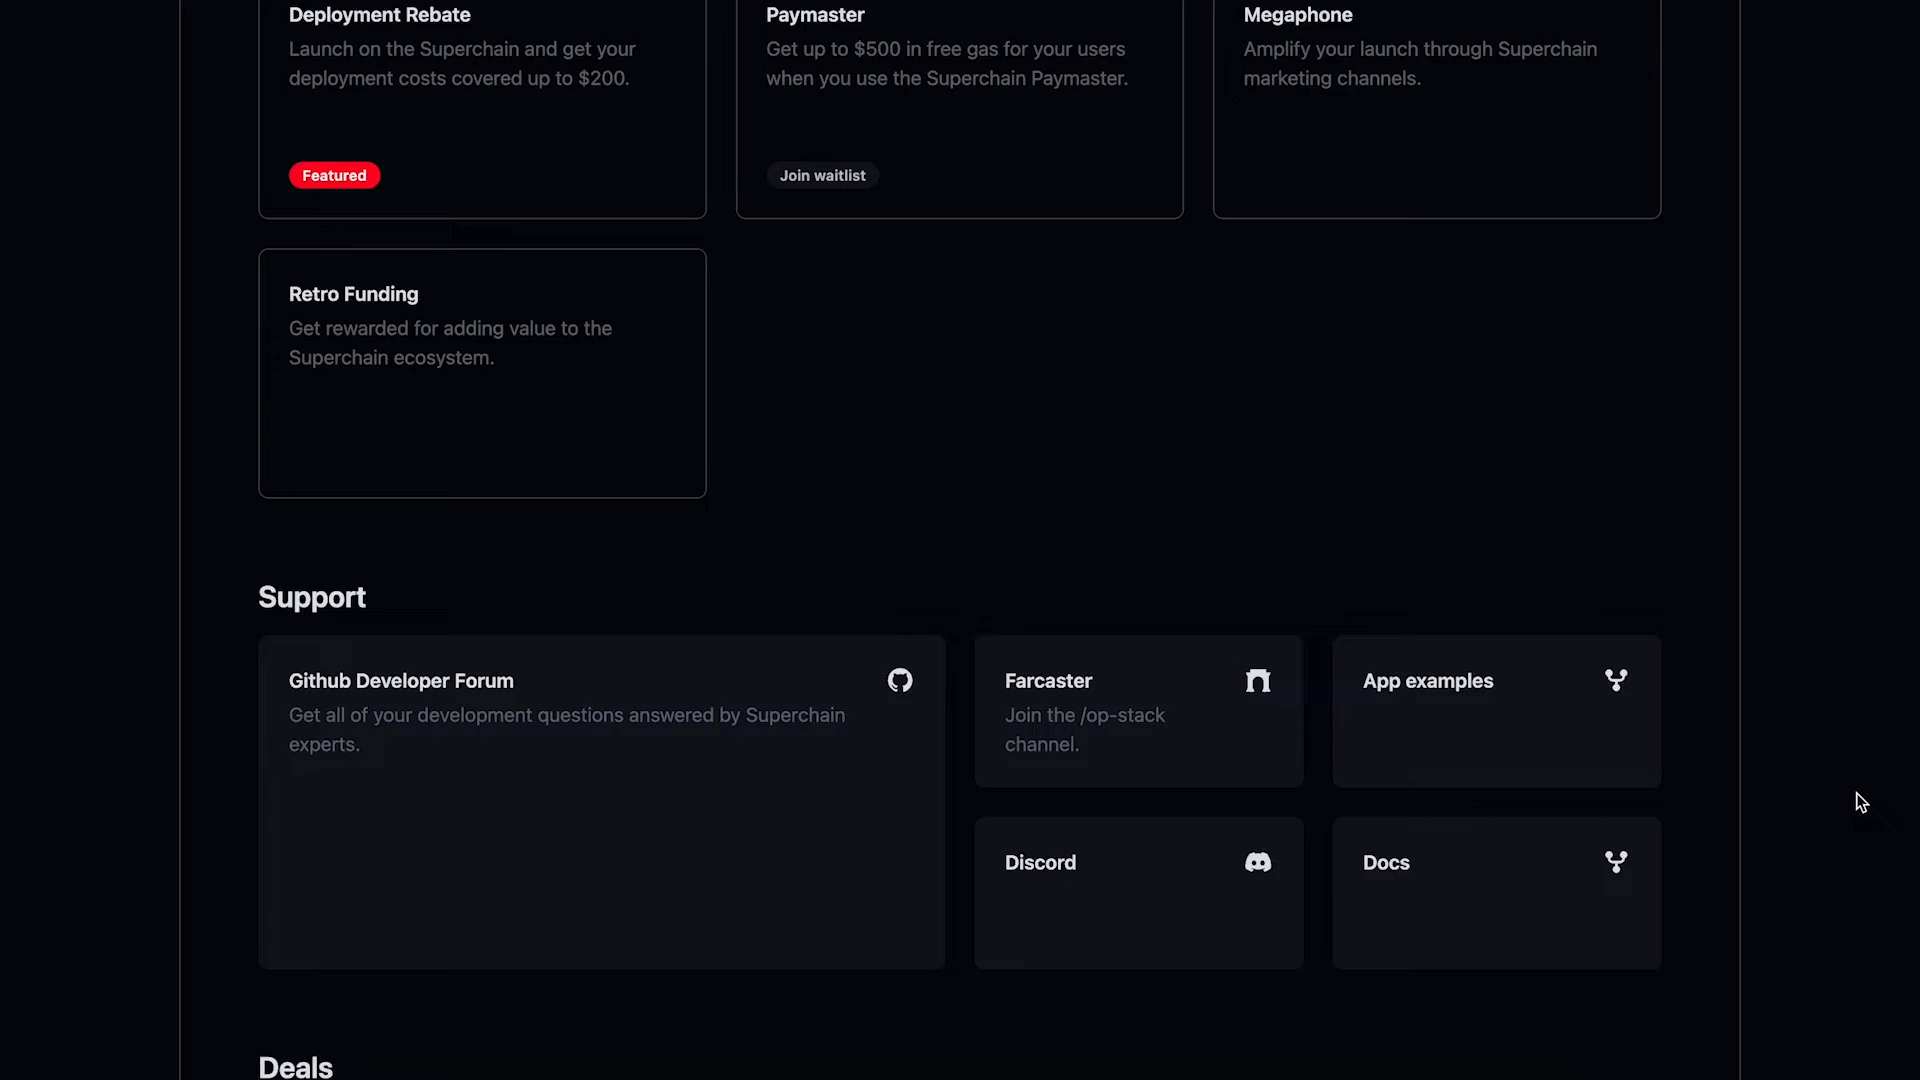 Deployment Rebate
Launch on the Superchain and get your
deployment costs covered up to $200.
Featured
Paymaster
Get up to $500 in free gas for your users
when you use the Superchain Paymaster.
Join waitlist
Megaphone
Amplify your launch through Superchain
marketing channels.
Retro Funding
Get rewarded for adding value to the
Superchain ecosystem.
Support
Github Developer Forum
Get all of your development questions answered by Superchain
experts.
Farcaster
Join the /op-stack
channel.
App examples
Discord
Docs
Deals